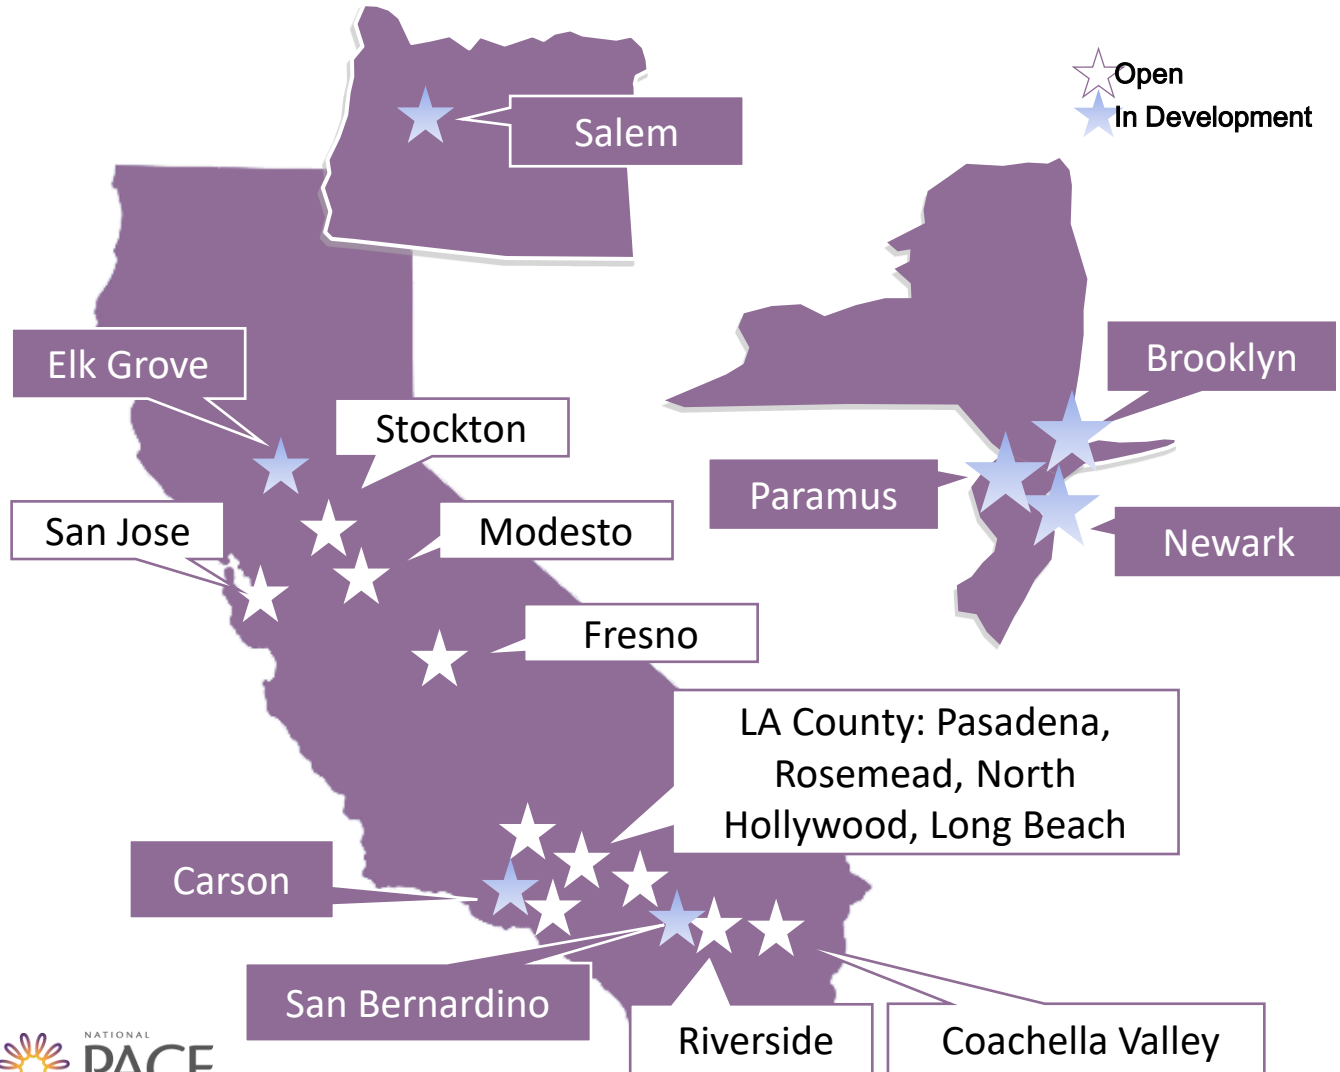 Open
In Development
Salem
Elk Grove
Stockton
San Jose
Modesto
Fresno
LA County: Pasadena,
Rosemead, North
Hollywood, Long Beach
Carson
San Bernardino
Riverside
Coachella Valley
Brooklyn
Paramus
Newark
NATIONAL
PACE